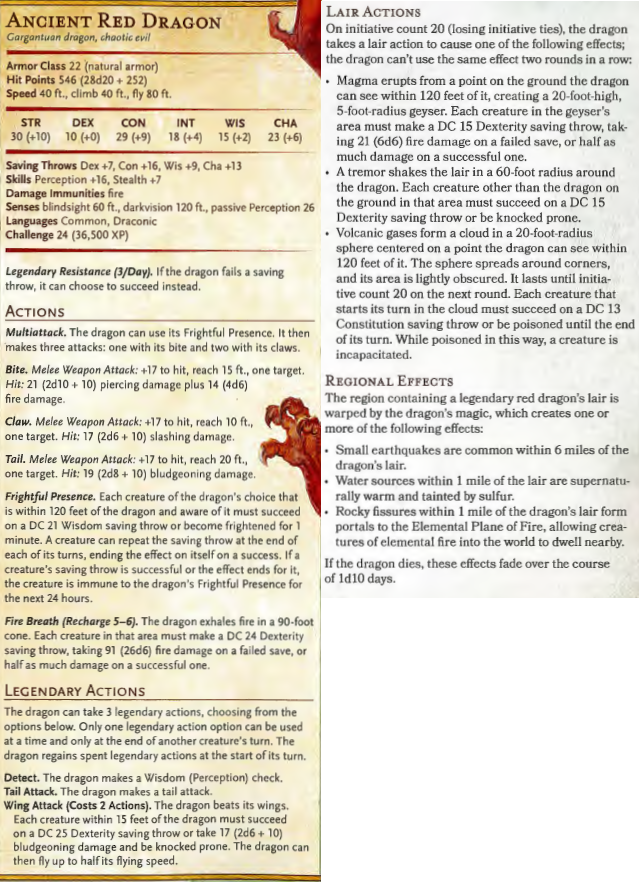 ANCIENT RED DRAGON
Gargantuan dragon, chaotic evil
Armor Class 22 (natural armor)
Hit Points 546 (28d20 + 252)
Speed 40 ft., climb 40 ft., fly 80 ft.
STR DEX CON INT WIS CHA
30 (+10) 10 (+0) 29 (+9) 18 (+4) 15 (+2) 23 (+6)
Saving Throws Dex +7, Con +16, Wis +9, Cha +13
Skills Perception +16, Stealth +7
Damage Immunities fire
Senses blindsight 60 ft., darkvision 120 ft., passive Perception 26
Languages Common, Draconic
Challenge 24 (36,500 XP)
Legendary Resistance (3/Day). If the dragon fails a saving
throw, it can choose to succeed instead.
ACTIONS
Multiattack. The dragon can use its Frightful Presence. It then
makes three attacks: one with its bite and two with its claws.
Bite. Melee Weapon Attack: +17 to hit, reach 15 ft., one target.
Hit: 21 (2d10 + 10) piercing damage plus 14 (4d6)
fire damage.
Claw. Melee Weapon Attack: +17 to hit, reach 10 ft.,
one target. Hit: 17 (2d6 + 10) slashing damage.
Tail. Melee Weapon Attack: +17 to hit, reach 20 ft.,
one target. Hit: 19 (2d8 + 10) bludgeoning damage.
Frightful Presence. Each creature of the dragon's choice that
is within 120 feet of the dragon and aware of it must succeed
on a DC 21 Wisdom saving throw or become frightened for 1
minute. A creature can repeat the saving throw at the end of
each of its turns, ending the effect on itself on a success. If a
creature's saving throw is successful or the effect ends for it,
the creature is immune to the dragon's Frightful Presence for
the next 24 hours.
Fire Breath (Recharge 5–6). The dragon exhales fire in a 90-foot
cone. Each creature in that area must make a DC 24 Dexterity
saving throw, taking 91 (26d6) fire damage on a failed save, or
half as much damage on a successful one.
LEGENDARY ACTIONS
The dragon can take 3 legendary actions, choosing from the
options below. Only one legendary action option can be used
at a time and only at the end of another creature's turn. The
dragon regains spent legendary actions at the start of its turn.
Detect. The dragon makes a Wisdom (Perception) check.
Tail Attack. The dragon makes a tail attack.
Wing Attack (Costs 2 Actions). The dragon beats its wings.
Each creature within 15 feet of the dragon must succeed
on a DC 25 Dexterity saving throw or take 17 (2d6 + 10)
bludgeoning damage and be knocked prone. The dragon can
then fly up to half its flying speed.
LAIR ACTIONS
On initiative count 20 (losing initiative ties), the dragon
takes a lair action to cause one of the following effects;
the dragon can't use the same effect two rounds in a row:
• Magma erupts from a point on the ground the dragon
can see within 120 feet of it, creating a 20-foot-high,
5-foot-radius geyser. Each creature in the geyser's
area must make a DC 15 Dexterity saving throw, tak-
ing 21 (6d6) fire damage on a failed save, or half as
much damage on a successful one.
• A tremor shakes the lair in a 60-foot radius around
the dragon. Each creature other than the dragon on
the ground in that area must succeed on a DC 15
Dexterity saving throw or be knocked prone.
• Volcanic gases form a cloud in a 20-foot-radius
sphere centered on a point the dragon can see within
120 feet of it. The sphere spreads around corners,
and its area is lightly obscured. It lasts until initia-
tive count 20 on the next round. Each creature that
starts its turn in the cloud must succeed on a DC 13
Constitution saving throw or be poisoned until the end
of its turn. While poisoned in this way, a creature is
incapacitated.
REGIONAL EFFECTS
The region containing a legendary red dragon's lair is
warped by the dragon's magic, which creates one or
more of the following effects:
• Small earthquakes are common within 6 miles of the
dragon's lair.
• Water sources within 1 mile of the lair are supernatu-
rally warm and tainted by sulfur.
• Rocky fissures within 1 mile of the dragon's lair form
portals to the Elemental Plane of Fire, allowing crea-
tures of elemental fire into the world to dwell nearby.
If the dragon dies, these effects fade over the course
of 1d10 days.